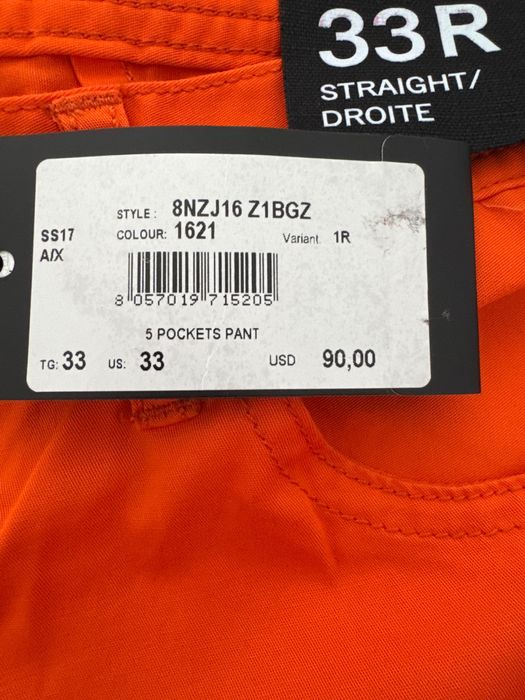 33R
STRAIGHT/
DROITE
STYLE : 8NZJ16 Z1BGZ
SS17 COLOUR: 1621 Variant 1R
A/X
8 057019 715205
5 POCKETS PANT
TG: 33 US: 33 USD 90,00